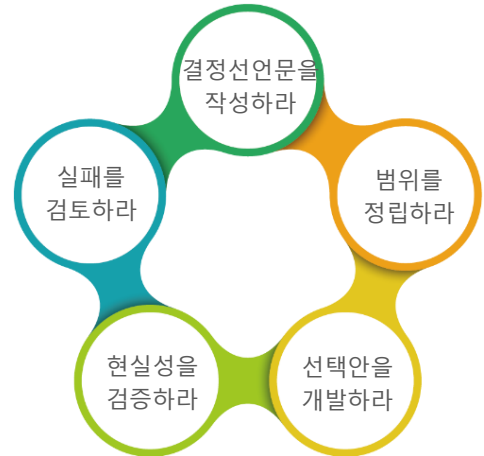 결정선언문을
작성하라
범위를
정립하라
선택안을
개발하라
현실성을
검증하라
실패를
검토하라